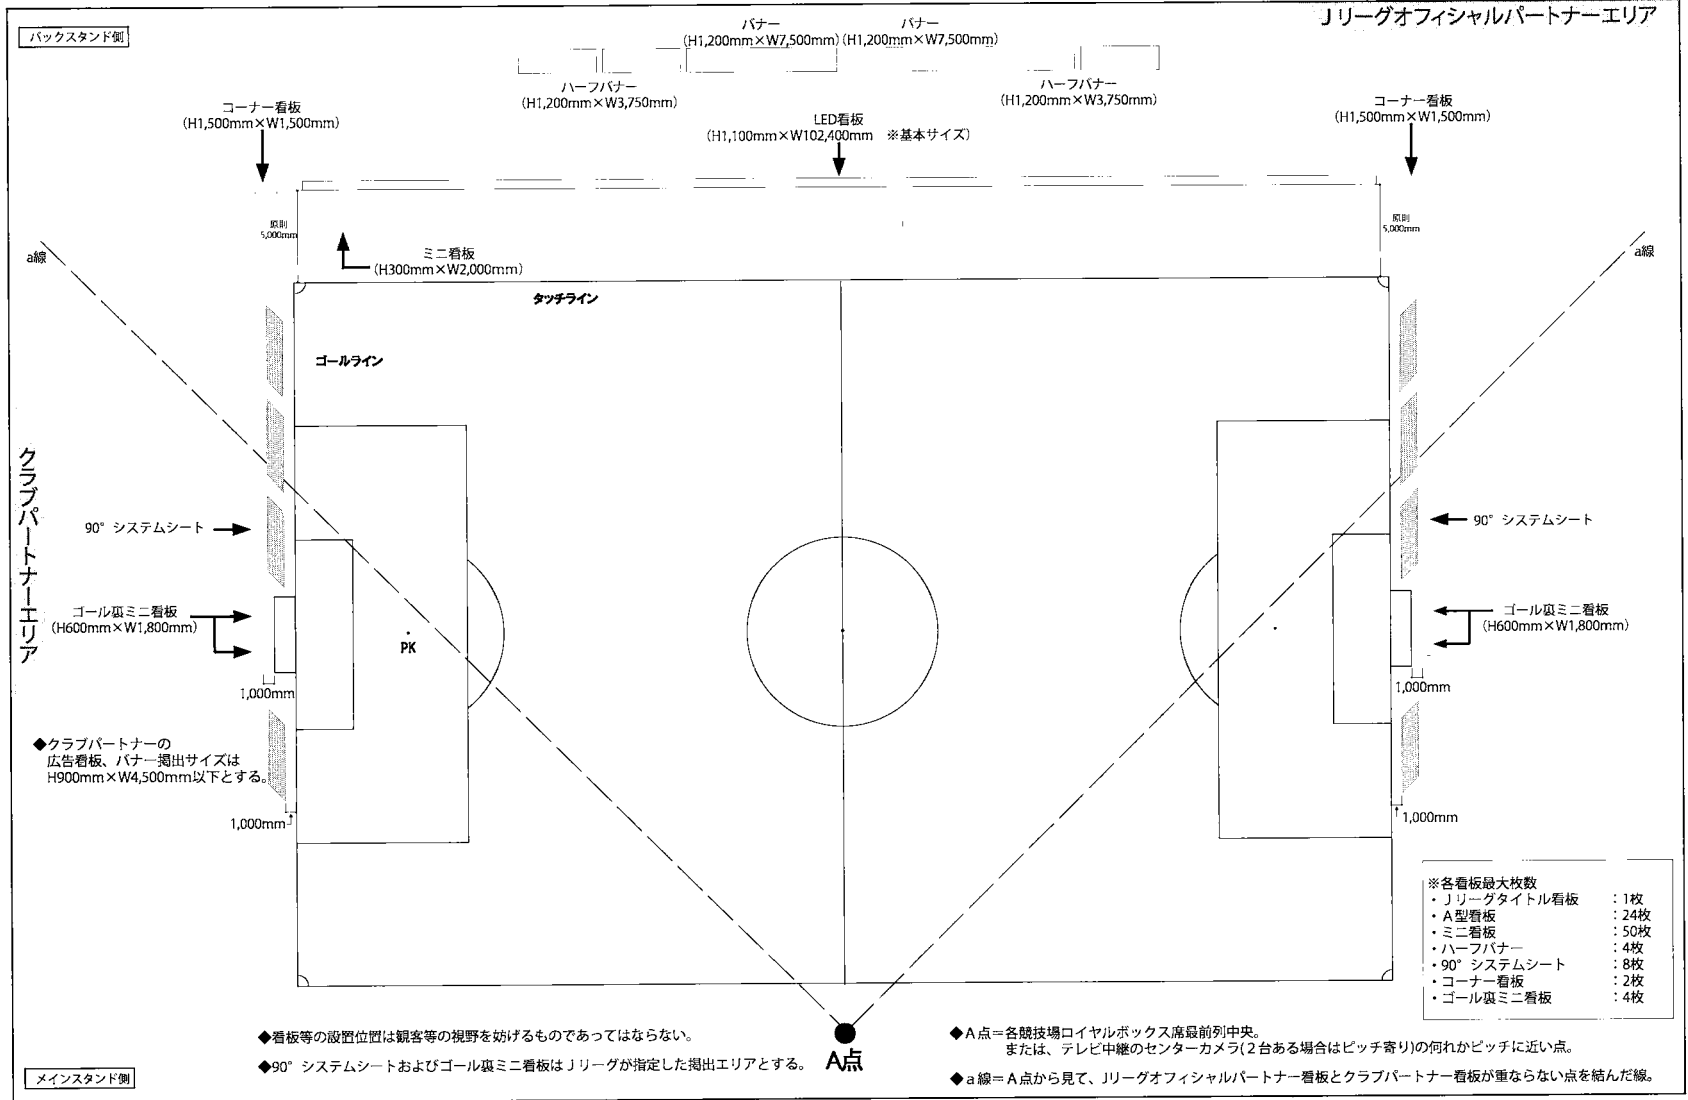 Jリーグオフィシャルパートナーエリア
バックスタンド側
バナー
(H1,200mm×W7,500mm)
バナー
(H1,200mm×W7,500mm)
ハーフバナー
(H1,200mm×W3,750mm)
ハーフバナー
(H1,200mm×W3,750mm)
コーナー看板
(H1,500mm×W1,500mm)
LED看板
(H1,100mm×W102,400mm ※基本サイズ)
コーナー看板
(H1,500mm×W1,500mm)
原則
5,000mm
原則
5,000mm
a線
a線
ミニ看板
(H300mm×W2,000mm)
タッチライン
ゴールライン
クラブパートナーエリア
90°システムシート
90°システムシート
ゴール裏ミニ看板
(H600mm×W1,800mm)
ゴール裏ミニ看板
(H600mm×W1,800mm)
PK
1,000mm
1,000mm
◆クラブパートナーの
広告看板、バナー掲出サイズは
H900mm×W4,500mm以下とする。
1,000mm
1,000mm
※各看板最大枚数
・Jリーグタイトル看板 :1枚
・A型看板 :24枚
・ミニ看板 :50枚
・ハーフバナー :4枚
・90°システムシート :8枚
・コーナー看板 :2枚
・ゴール裏ミニ看板 :4枚
◆看板等の設置位置は観客等の視野を妨げるものであってはならない。
◆90°システムシートおよびゴール裏ミニ看板はJリーグが指定した掲出エリアとする。
A点
◆A点=各競技場ロイヤルボックス席最前列中央。
または、テレビ中継のセンターカメラ(2台ある場合はピッチ寄り)の何れかピッチに近い点。
◆a線=A点から見て、Jリーグオフィシャルパートナー看板とクラブパートナー看板が重ならない点を結んだ線。
メインスタンド側